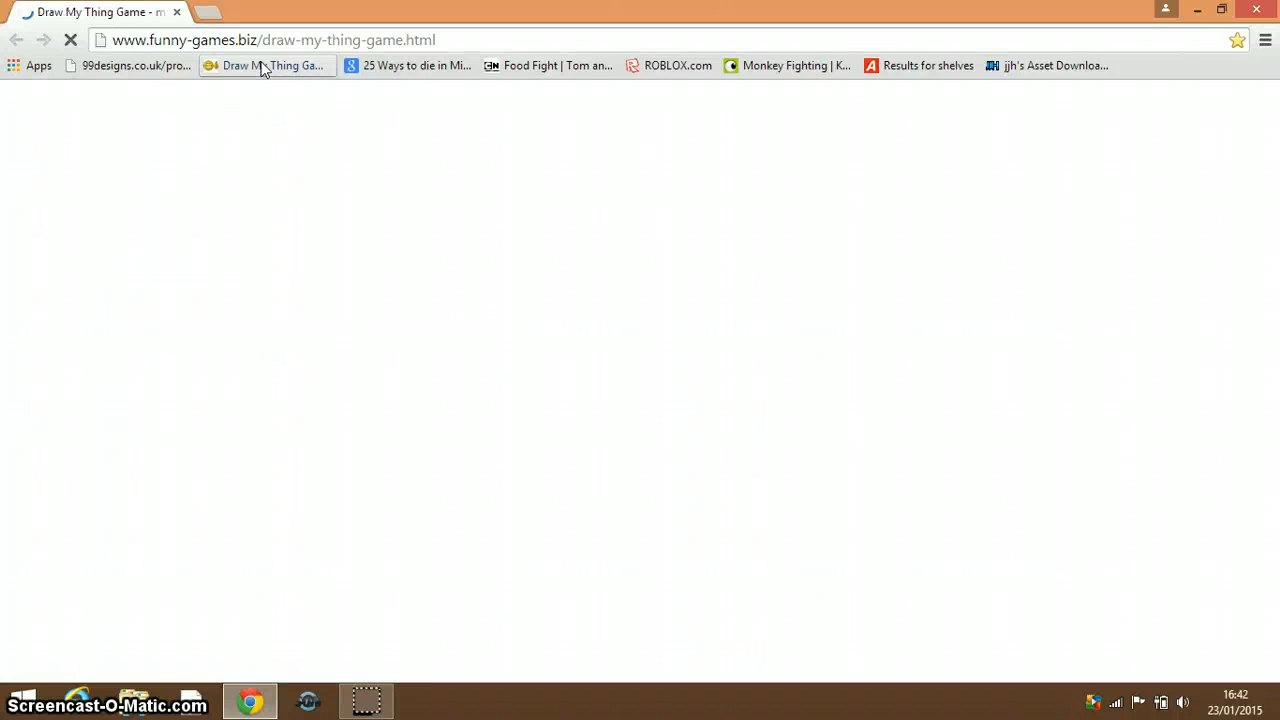 Draw My Thing Game - m
www.funny-games.biz/draw-my-thing-game.html
Apps 99designs.co.uk/pro... Draw My Thing Ga... 25 Ways to die in Mi... CN Food Fight | Tom an... ROBLOX.com Monkey Fighting | K... A Results for shelves jjh's Asset Downloa...
Screencast-O-Matic.com
16:42
23/01/2015